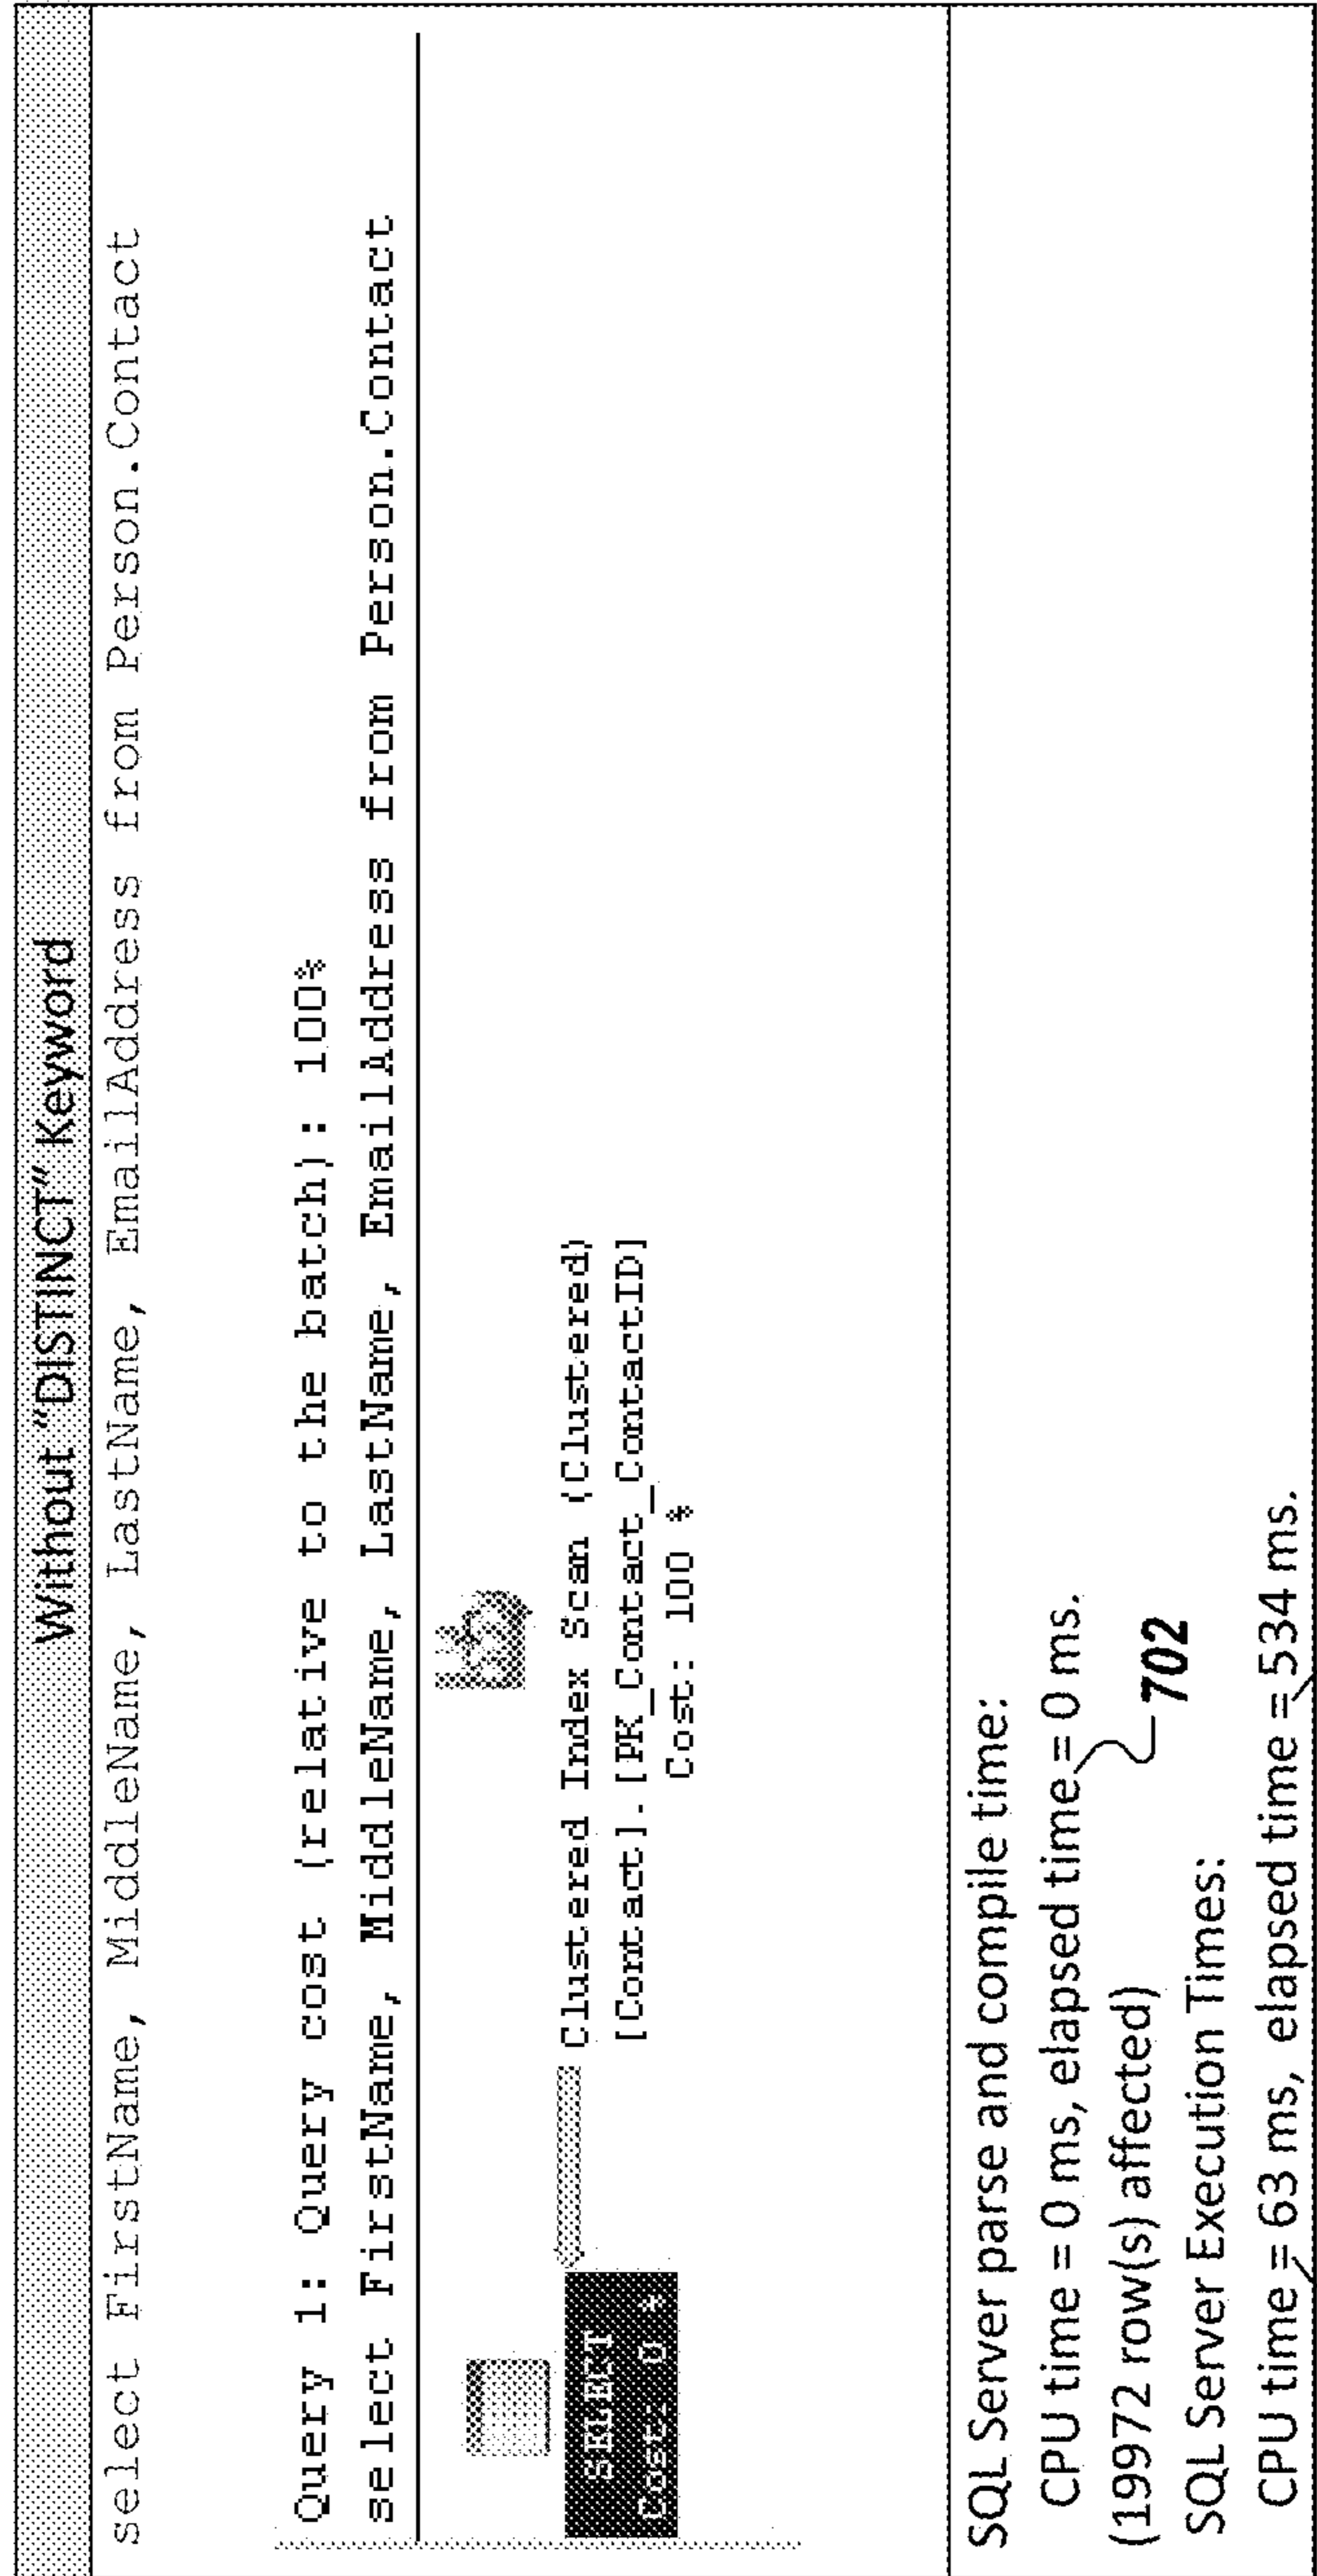 Without "DISTINCT" Keyword
select FirstName, MiddleName, LastName, EmailAddress from Person.Contact
Query 1: Query cost (relative to the batch): 100%
select FirstName, MiddleName, LastName, EmailAddress from Person.Contact
SELECT
Cost: 0 %
Clustered Index Scan (Clustered)
[Contact].[PK_Contact_ContactID]
Cost: 100 %
SQL Server parse and compile time:
CPU time = 0 ms, elapsed time = 0 ms.
702
(19972 row(s) affected)
SQL Server Execution Times:
CPU time = 63 ms, elapsed time = 534 ms.